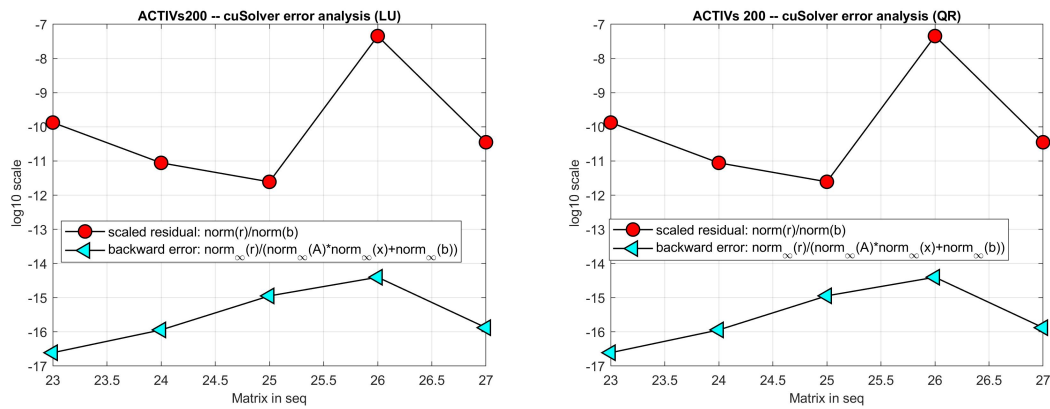 ACTIVs200 -- cuSolver error analysis (LU)
-7
-8
-9
-10
-11
-12
-13
-14
-15
-16
-17
log10 scale
scaled residual: norm(r)/norm(b)
backward error: norm∞(r)/(norm∞(A)*norm∞(x)+norm∞(b))
23 23.5 24 24.5 25 25.5 26 26.5 27
Matrix in seq
ACTIVs 200 -- cuSolver error analysis (QR)
-7
-8
-9
-10
-11
-12
-13
-14
-15
-16
-17
log10 scale
scaled residual: norm(r)/norm(b)
backward error: norm∞(r)/(norm∞(A)*norm∞(x)+norm∞(b))
23 23.5 24 24.5 25 25.5 26 26.5 27
Matrix in seq